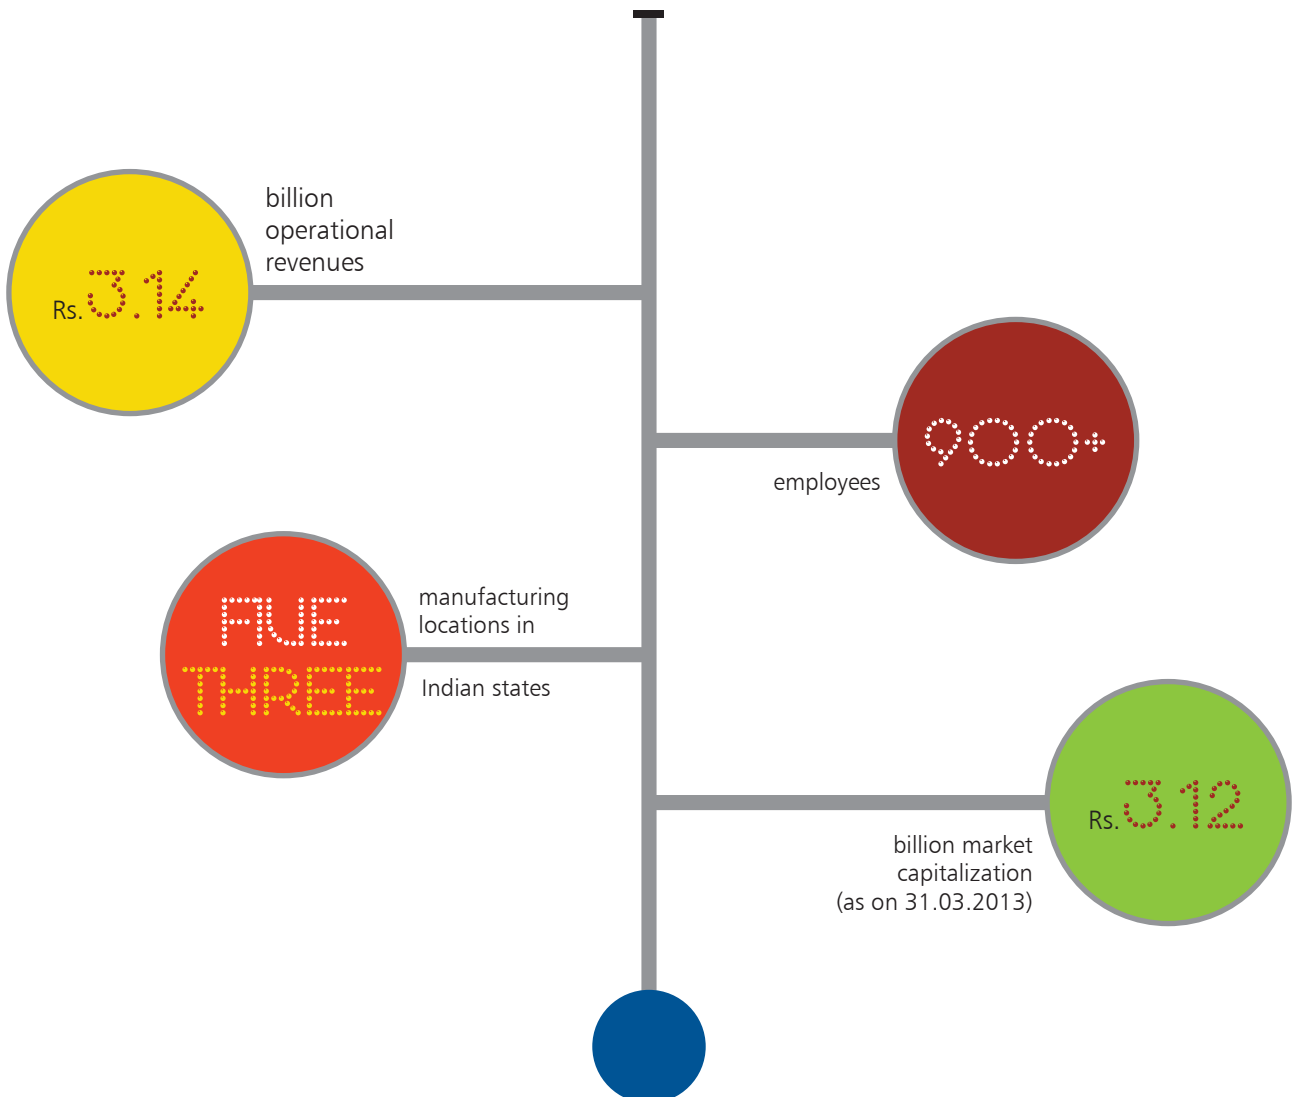 billion
operational
revenues
Rs. 3.14
900+
employees
FIVE
manufacturing
locations in
THREE
Indian states
Rs. 3.12
billion market
capitalization
(as on 31.03.2013)